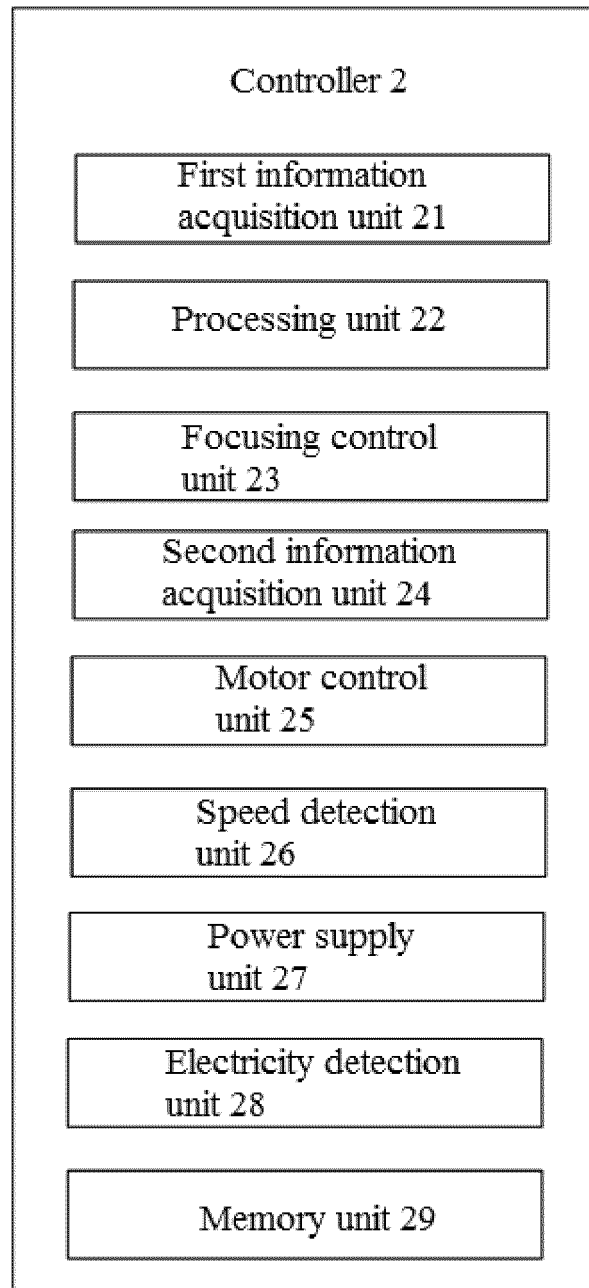 Controller 2
First information
acquisition unit 21
Processing unit 22
Focusing control
unit 23
Second information
acquisition unit 24
Motor control
unit 25
Speed detection
unit 26
Power supply
unit 27
Electricity detection
unit 28
Memory unit 29